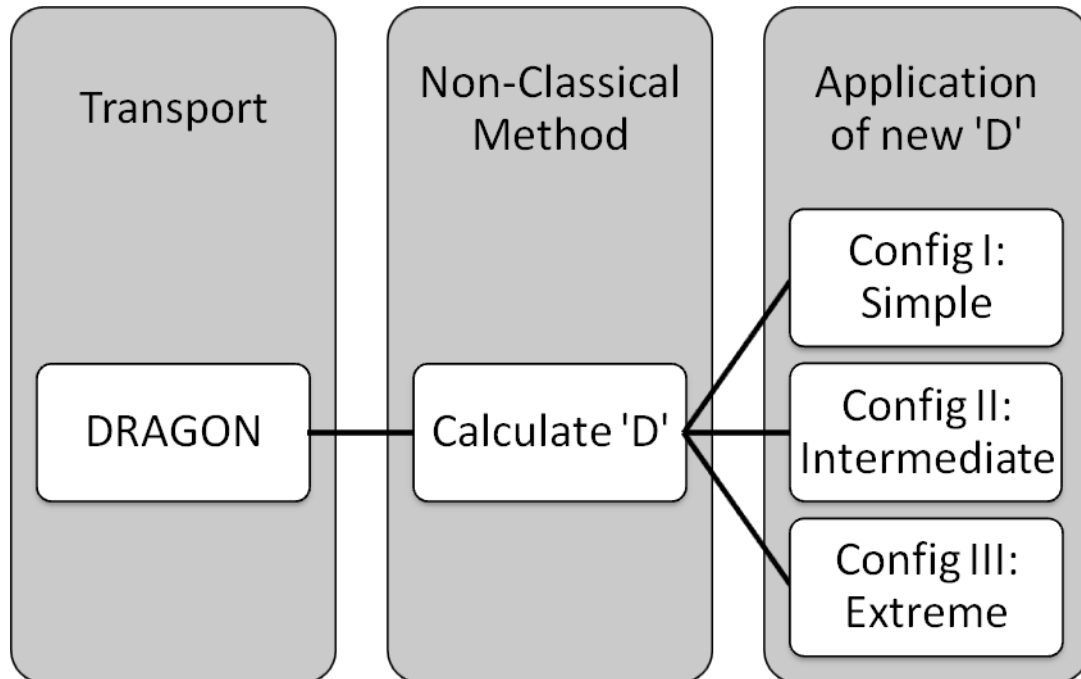 Transport
DRAGON
Non-Classical
Method
Calculate 'D'
Application
of new 'D'
Config I:
Simple
Config II:
Intermediate
Config III:
Extreme